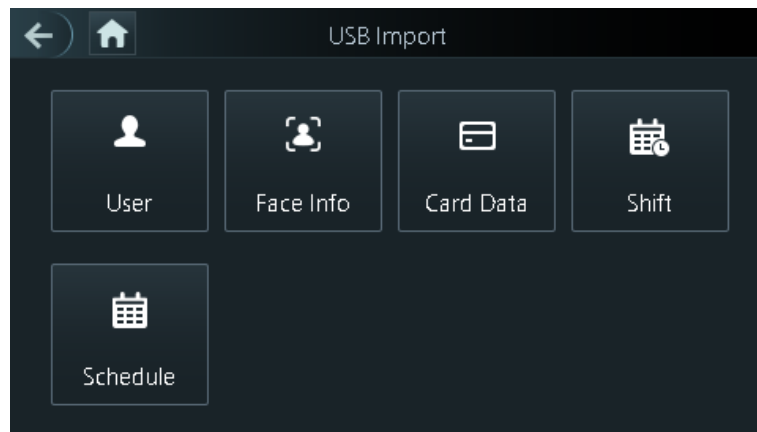 USB Import
User
Face Info
Card Data
Shift
Schedule